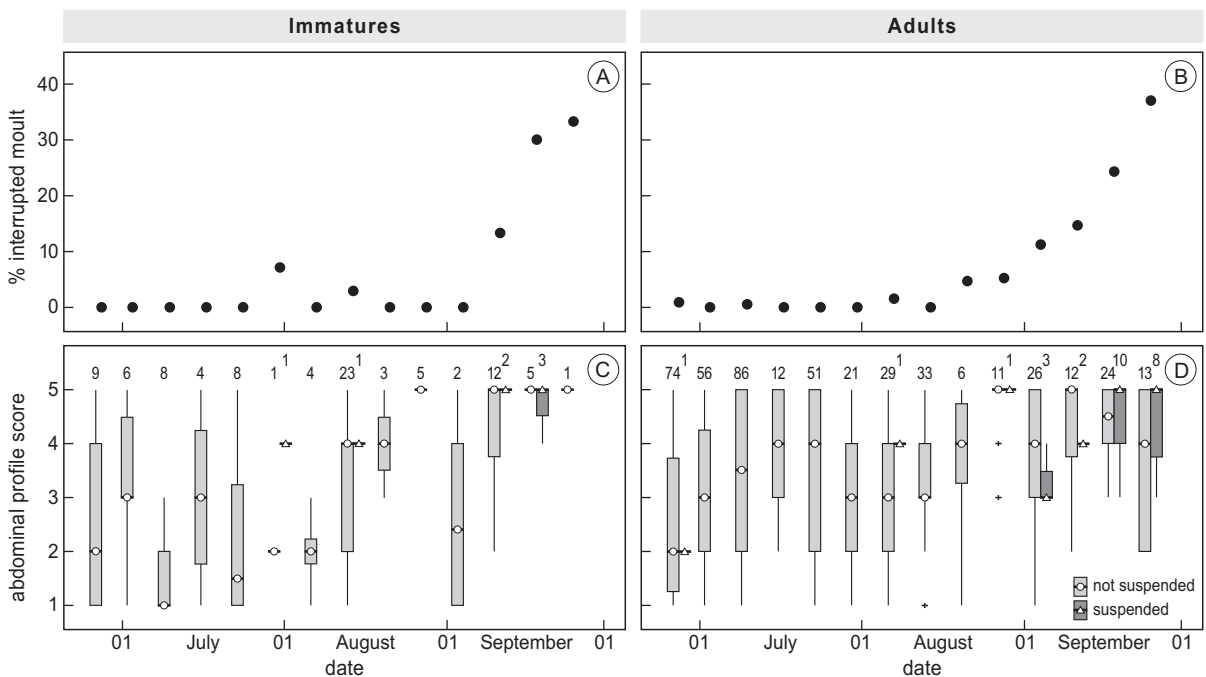 Immatures Adults
A B
% interrupted moult
40
30
20
10
0
9 6 8 4 8 1 1 4 23 1 3 5 2 12 2 5 3 1 C
74 1 56 86 12 51 21 29 1 33 6 11 1 26 3 12 2 24 10 13 8 D
abdominal profile score
5
4
3
2
1
not suspended
suspended
01 July 01 August 01 September 01
01 July 01 August 01 September 01
date date